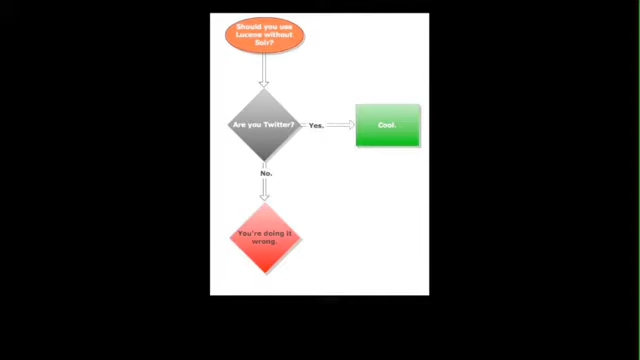 Should you use
Lucene without
Solr?
Are you Twitter?
Yes.
Cool.
No.
You're doing it
wrong.